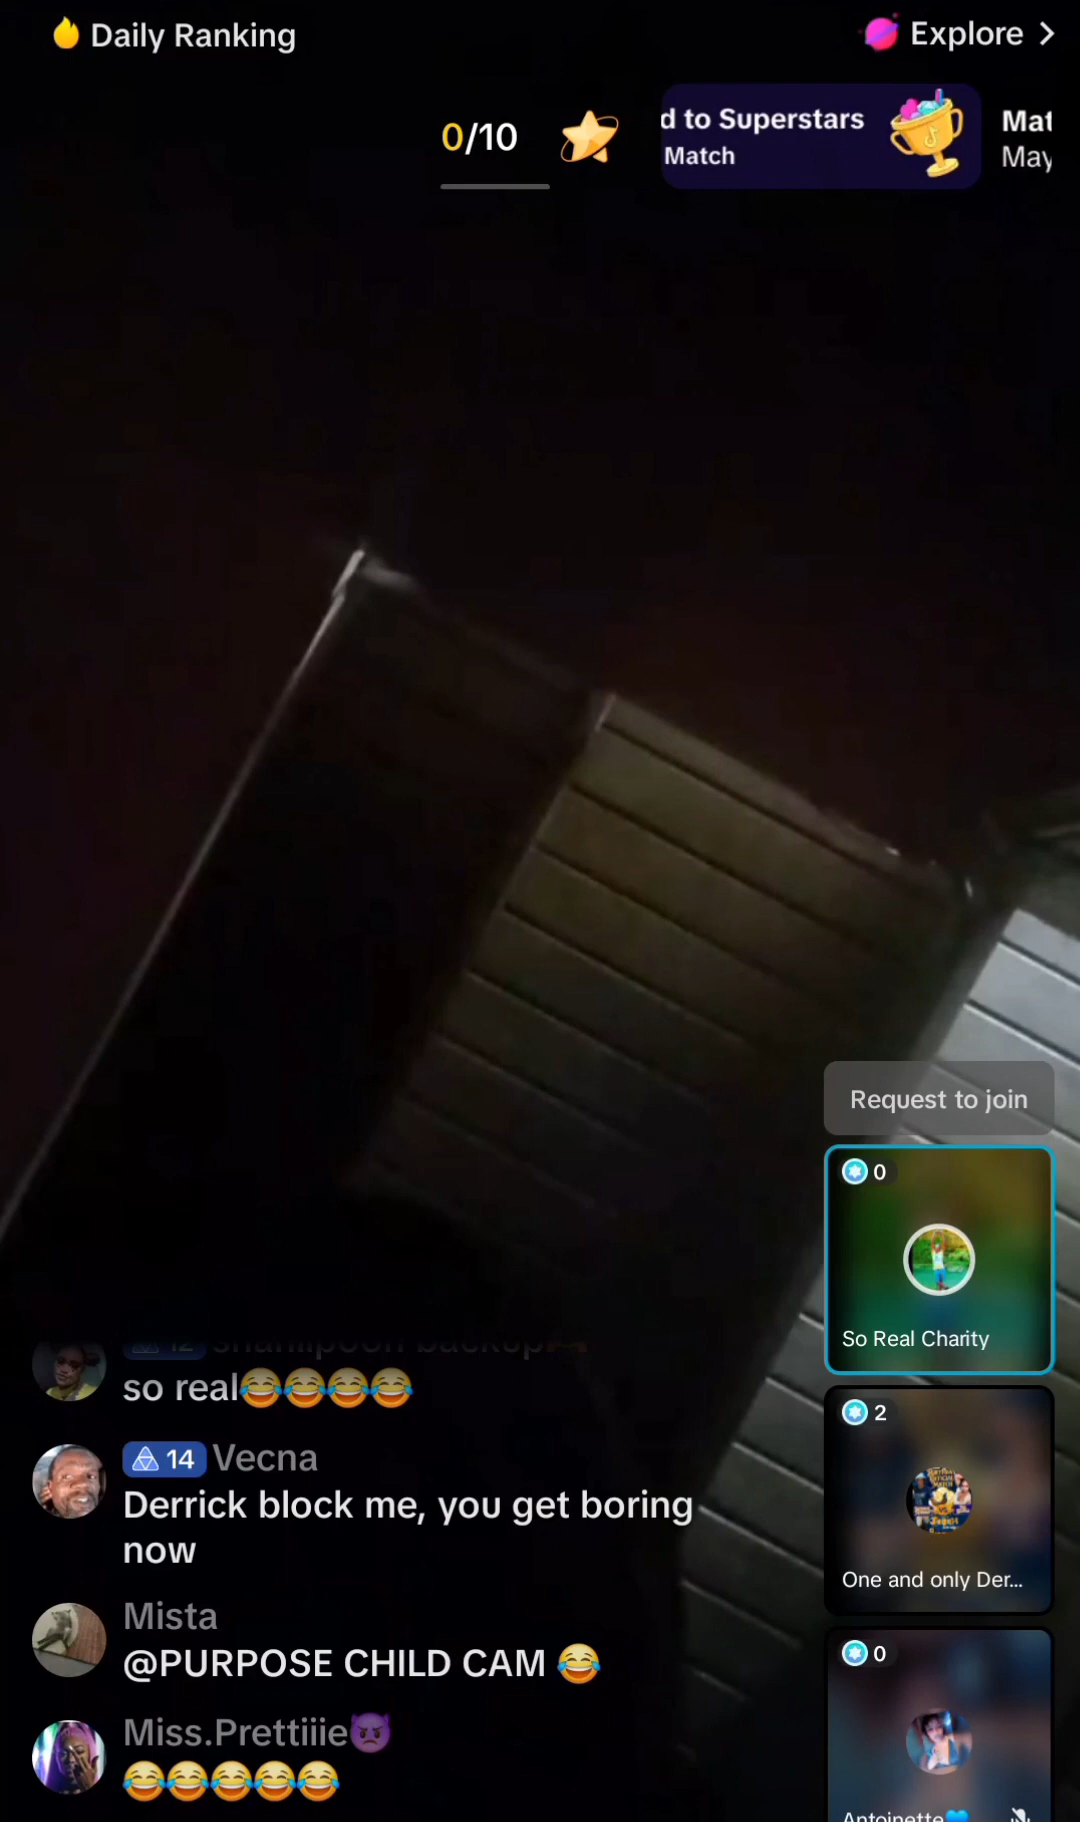 Daily Ranking
Explore
0/10
d to Superstars
Match
Mat
May
Request to join
0
So Real Charity
2
One and only Der...
0
Antoinette💙
12
so real😂😂😂😂
14 Vecna
Derrick block me, you get boring
now
Mista
@PURPOSE CHILD CAM 😂
Miss.Prettiiie👿
😂😂😂😂😂